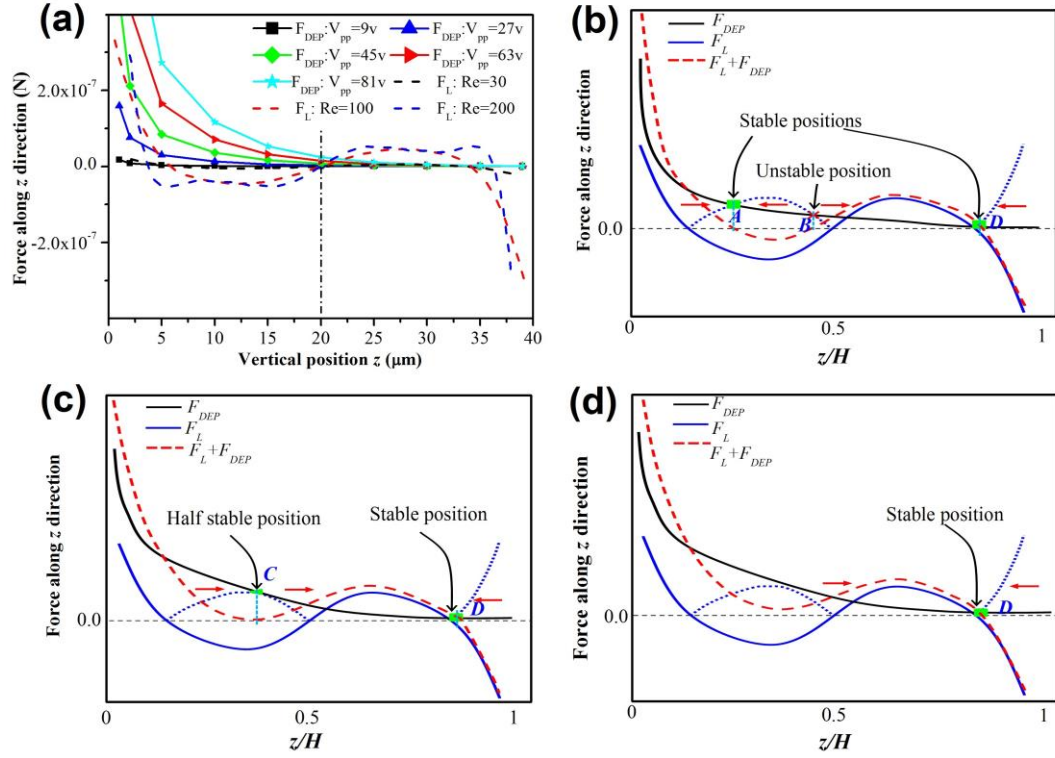 (a)
Force along z direction (N)
2.0x10⁻⁷
0.0
-2.0x10⁻⁷
F_DEP:V_pp=9v
F_DEP:V_pp=27v
F_DEP:V_pp=45v
F_DEP:V_pp=63v
F_DEP:V_pp=81v
F_L: Re=30
F_L: Re=100
F_L: Re=200
0 5 10 15 20 25 30 35 40
Vertical position z (μm)
(b)
Force along z direction
F_DEP
F_L
F_L+F_DEP
Stable positions
Unstable position
A
B
D
0.0
0 0.5 1
z/H
(c)
Force along z direction
F_DEP
F_L
F_L+F_DEP
Half stable position
Stable position
C
D
0.0
0 0.5 1
z/H
(d)
Force along z direction
F_DEP
F_L
F_L+F_DEP
Stable position
D
0.0
0 0.5 1
z/H